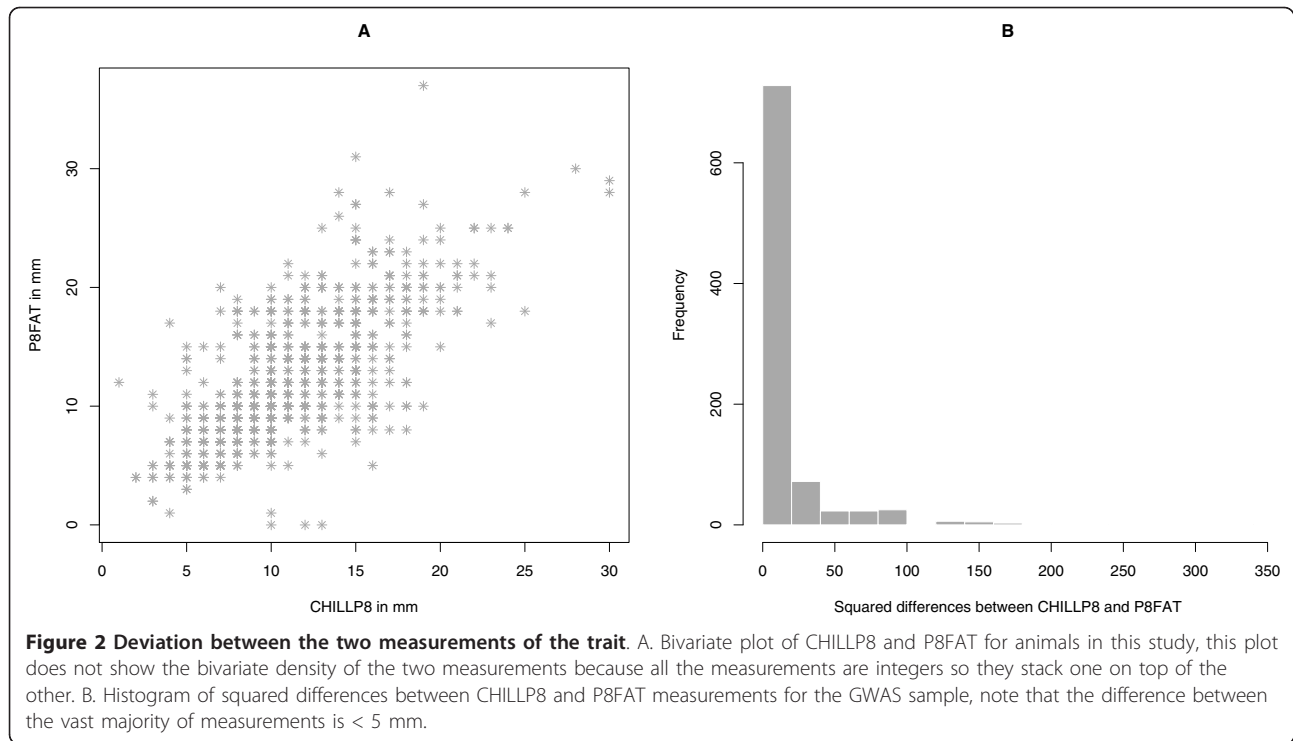 A
P8FAT in mm
30
20
10
0
0 5 10 15 20 25 30
CHILLP8 in mm
B
Frequency
600
400
200
0
0 50 100 150 200 250 300 350
Squared differences between CHILLP8 and P8FAT
Figure 2 Deviation between the two measurements of the trait. A. Bivariate plot of CHILLP8 and P8FAT for animals in this study, this plot
does not show the bivariate density of the two measurements because all the measurements are integers so they stack one on top of the
other. B. Histogram of squared differences between CHILLP8 and P8FAT measurements for the GWAS sample, note that the difference between
the vast majority of measurements is < 5 mm.